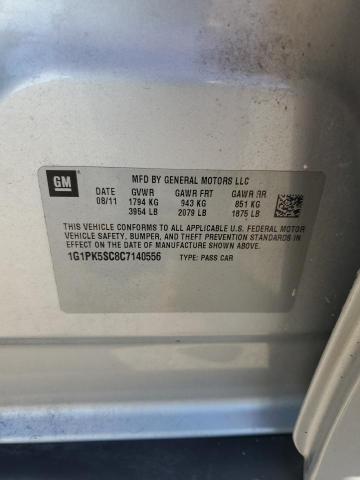 GM
MFD BY GENERAL MOTORS LLC
DATE GVWR GAWR FRT GAWR RR
08/11 1794 KG 943 KG 851 KG
3954 LB 2079 LB 1875 LB
THIS VEHICLE CONFORMS TO ALL APPLICABLE U.S. FEDERAL MOTOR
VEHICLE SAFETY, BUMPER, AND THEFT PREVENTION STANDARDS IN
EFFECT ON THE DATE OF MANUFACTURE SHOWN ABOVE.
1G1PK5SC8C7140556 TYPE: PASS CAR